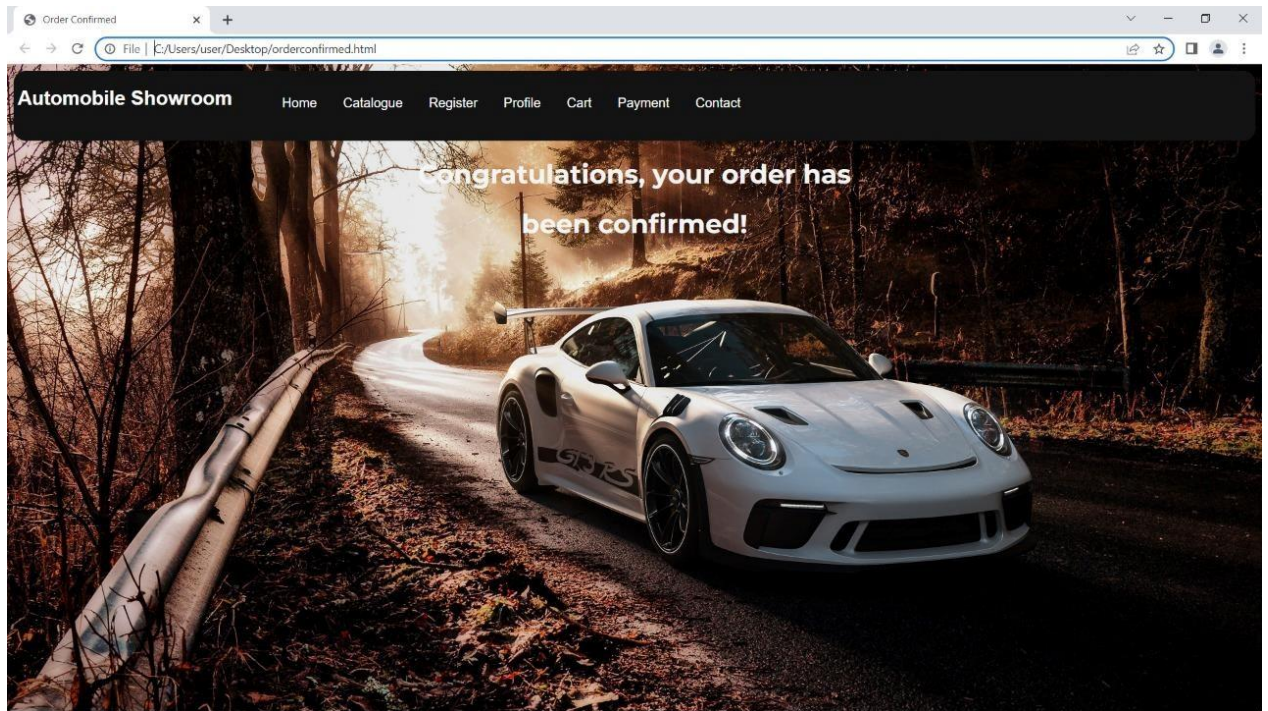 Order Confirmed
File | C:/Users/user/Desktop/orderconfirmed.html
Automobile Showroom Home Catalogue Register Profile Cart Payment Contact
Congratulations, your order has
been confirmed!
GT3 RS